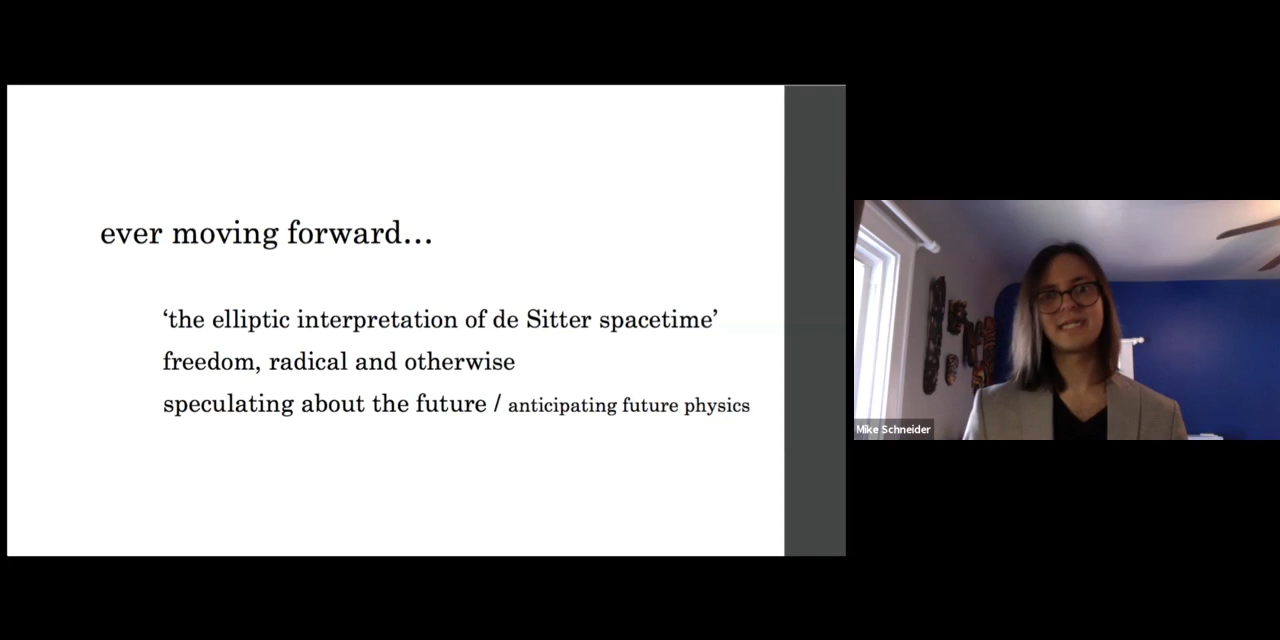 ever moving forward…
‘the elliptic interpretation of de Sitter spacetime’
freedom, radical and otherwise
speculating about the future / anticipating future physics
Mike Schneider